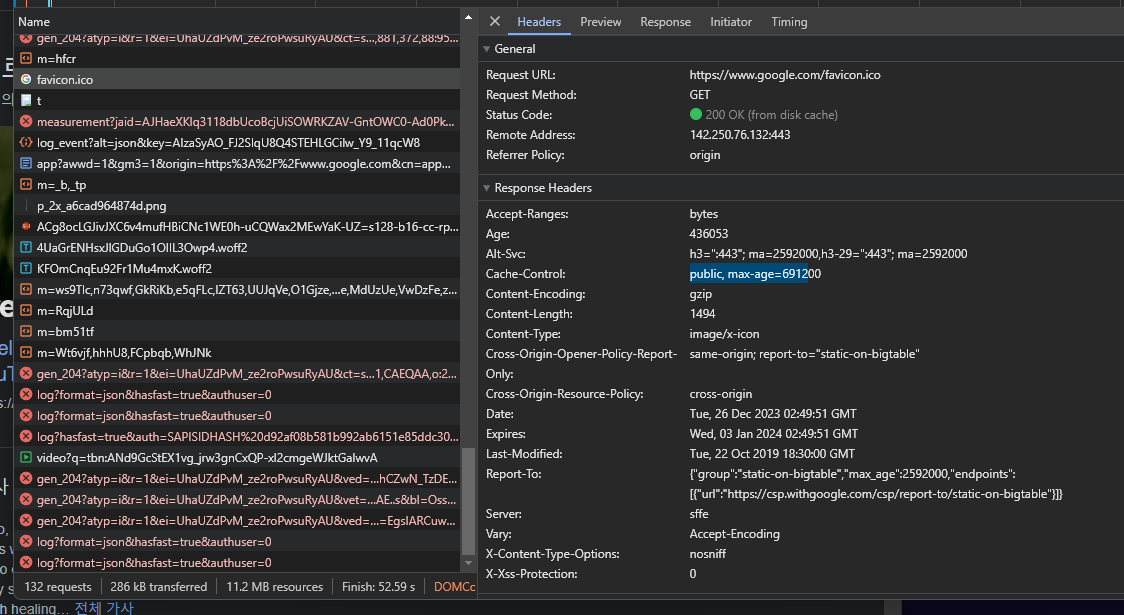 Name
Headers
Preview
Response
Initiator
Timing
gen_204?atyp=i&r=1&ei=UhaUZdPvM_ze2roPwsuRyAU&ct=s...,881,372,88:95...
m=hfcr
favicon.ico
t
measurement?jaid=AJHaeXKlq3118dbUcoBcjUiSOWRKZAV-GntOWC0-Ad0Pk...
log_event?alt=json&key=AIzaSyAO_FJ2SlqU8Q4STEHLGCilw_Y9_11qcW8
app?awwd=1&gm3=1&origin=https%3A%2F%2Fwww.google.com&cn=app...
m=_b,_tp
p_2x_a6cad964874d.png
ACg8ocLGJivJXC6v4mufHBiCNc1WE0h-uCQWax2MEwYaK-UZ=s128-b16-cc-rp...
4UaGrENHsxJlGDuGo1OIlL3Owp4.woff2
KFOmCnqEu92Fr1Mu4mxK.woff2
m=ws9Tlc,n73qwf,GkRiKb,e5qFLc,IZT63,UUJqVe,O1Gjze,...e,MdUzUe,VwDzFe,z...
m=RqjULd
m=bm51tf
m=Wt6vjf,hhhU8,FCpbqb,WhJNk
gen_204?atyp=i&r=1&ei=UhaUZdPvM_ze2roPwsuRyAU&ct=s...1,CAEQAA,o:2...
log?format=json&hasfast=true&authuser=0
log?format=json&hasfast=true&authuser=0
log?hasfast=true&auth=SAPISIDHASH%20d92af08b581b992ab6151e85ddc30...
video?q=tbn:ANd9GcStEX1vg_jrw3gnCxQP-xl2cmgeWJktGaIwvA
gen_204?atyp=i&r=1&ei=UhaUZdPvM_ze2roPwsuRyAU&ved=...hCZwN_TzDE...
gen_204?atyp=i&r=1&ei=UhaUZdPvM_ze2roPwsuRyAU&vet=...AE..s&bl=Oss...
gen_204?atyp=i&r=1&ei=UhaUZdPvM_ze2roPwsuRyAU&ved=...=EgsIARCuw...
log?format=json&hasfast=true&authuser=0
log?format=json&hasfast=true&authuser=0
132 requests
286 kB transferred
11.2 MB resources
Finish: 52.59 s
DOMCc
General
Request URL: https://www.google.com/favicon.ico
Request Method: GET
Status Code: 200 OK (from disk cache)
Remote Address: 142.250.76.132:443
Referrer Policy: origin
Response Headers
Accept-Ranges: bytes
Age: 436053
Alt-Svc: h3=":443"; ma=2592000,h3-29=":443"; ma=2592000
Cache-Control: public, max-age=691200
Content-Encoding: gzip
Content-Length: 1494
Content-Type: image/x-icon
Cross-Origin-Opener-Policy-Report- same-origin; report-to="static-on-bigtable"
Only:
Cross-Origin-Resource-Policy: cross-origin
Date: Tue, 26 Dec 2023 02:49:51 GMT
Expires: Wed, 03 Jan 2024 02:49:51 GMT
Last-Modified: Tue, 22 Oct 2019 18:30:00 GMT
Report-To: {"group":"static-on-bigtable","max_age":2592000,"endpoints":
[{"url":"https://csp.withgoogle.com/csp/report-to/static-on-bigtable"}]}
Server: sffe
Vary: Accept-Encoding
X-Content-Type-Options: nosniff
X-Xss-Protection: 0
h healing... 전체 가사